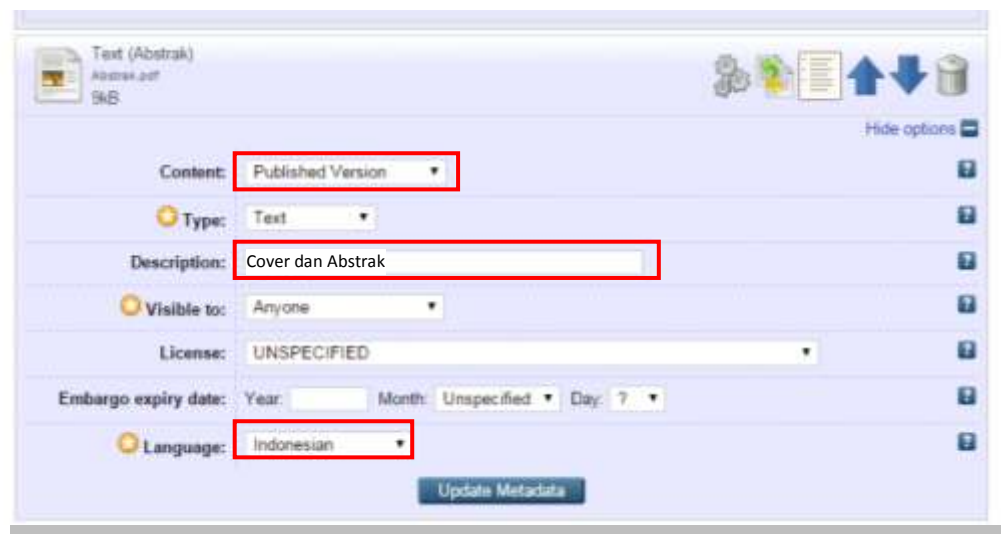 Text (Abstrak)
Abstrak.pdf
9kB
Hide options
Content: Published Version
Type: Text
Description: Cover dan Abstrak
Visible to: Anyone
License: UNSPECIFIED
Embargo expiry date: Year: Month: Unspecified Day: ?
Language: Indonesian
Update Metadata